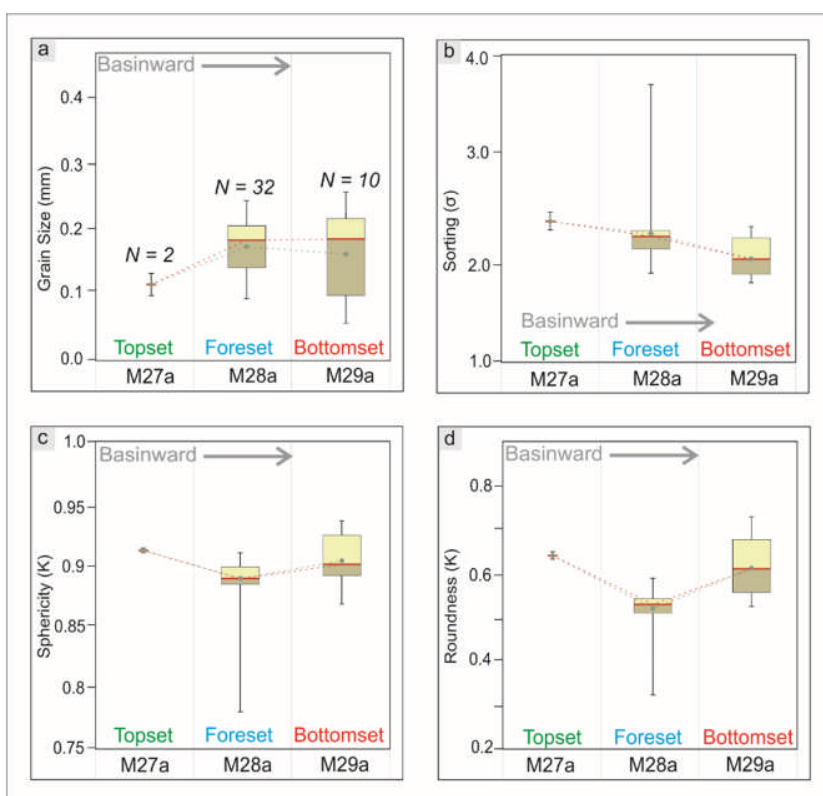 a
Basinward
0.4
0.3
0.2
0.1
0.0
Grain Size (mm)
N = 2
N = 32
N = 10
Topset
Foreset
Bottomset
M27a
M28a
M29a
b
4.0
3.0
2.0
1.0
Sorting (σ)
Basinward
Topset
Foreset
Bottomset
M27a
M28a
M29a
c
Basinward
1.0
0.95
0.9
0.85
0.8
0.75
Sphericity (K)
Topset
Foreset
Bottomset
M27a
M28a
M29a
d
Basinward
0.8
0.6
0.4
0.2
Roundness (K)
Topset
Foreset
Bottomset
M27a
M28a
M29a